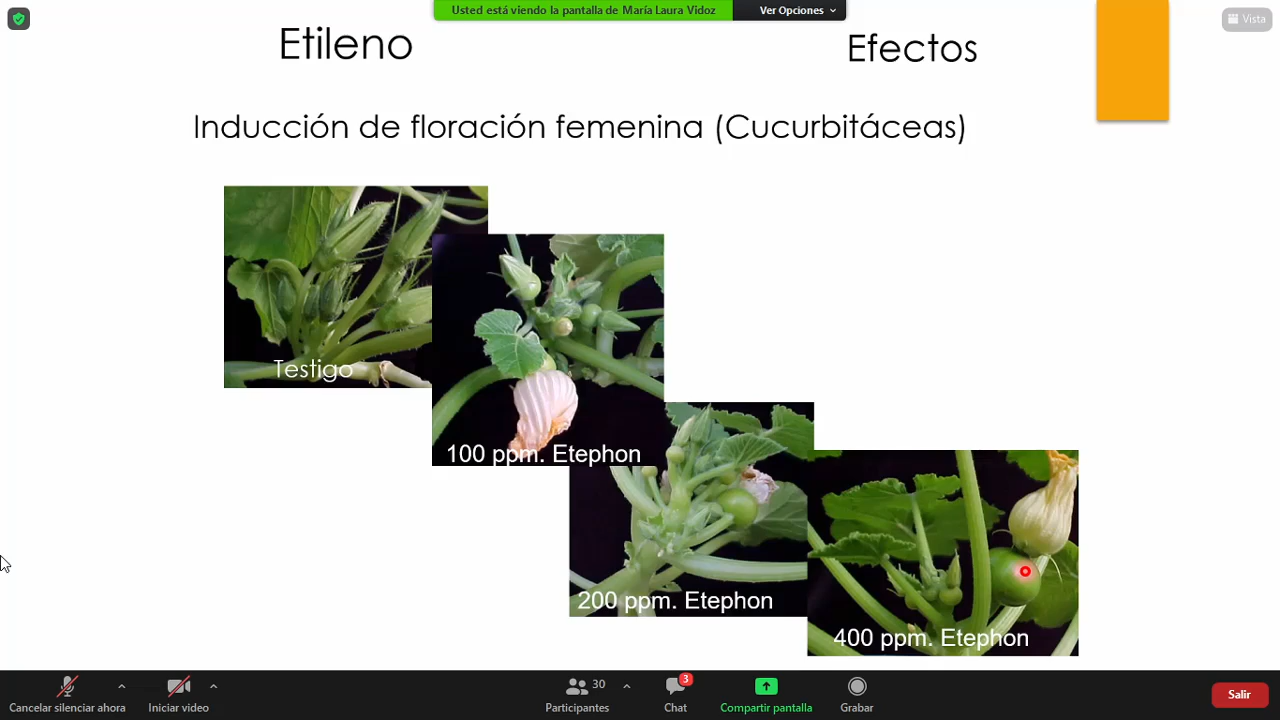 Usted está viendo la pantalla de María Laura Vidoz
Ver Opciones
Vista
Etileno
Efectos
Inducción de floración femenina (Cucurbitáceas)
Testigo
100 ppm. Etephon
200 ppm. Etephon
400 ppm. Etephon
Cancelar silenciar ahora
Iniciar video
30
Participantes
3
Chat
Compartir pantalla
Grabar
Salir